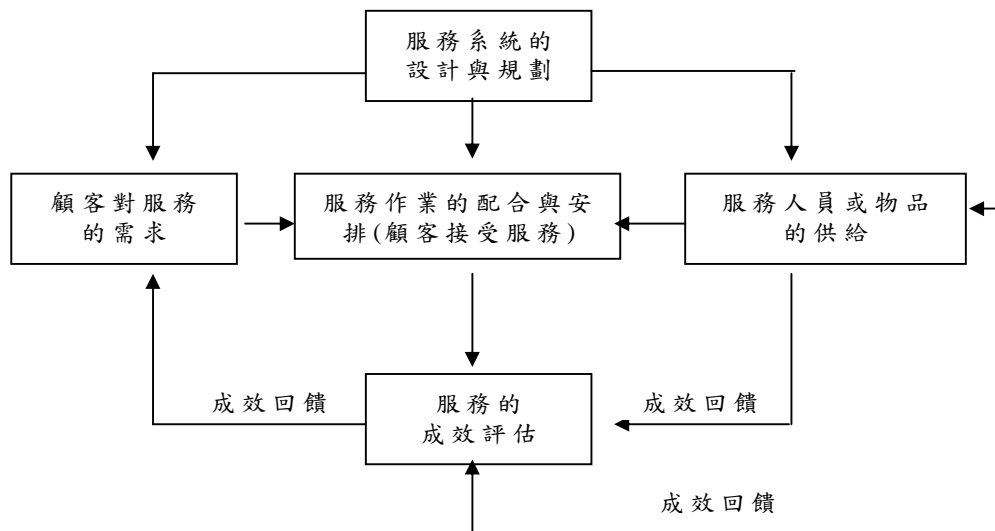 服務系統的
設計與規劃
顧客對服務
的需求
服務作業的配合與安
排(顧客接受服務)
服務人員或物品
的供給
成效回饋
服務的
成效評估
成效回饋
成效回饋